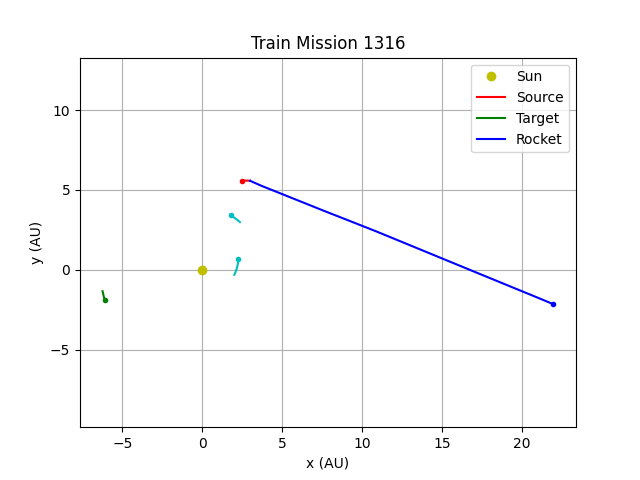 Train Mission 1316
Sun
Source
Target
Rocket
10
5
0
−5
y (AU)
−5
0
5
10
15
20
x (AU)